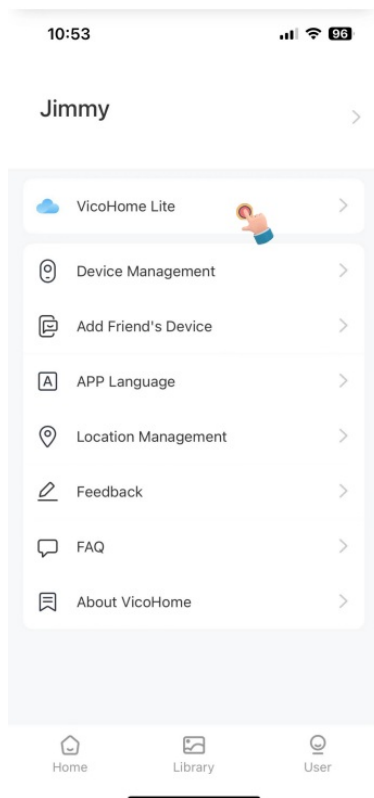 10:53
96
Jimmy
VicoHome Lite
Device Management
Add Friend's Device
A
APP Language
Location Management
Feedback
FAQ
About VicoHome
Home
Library
User